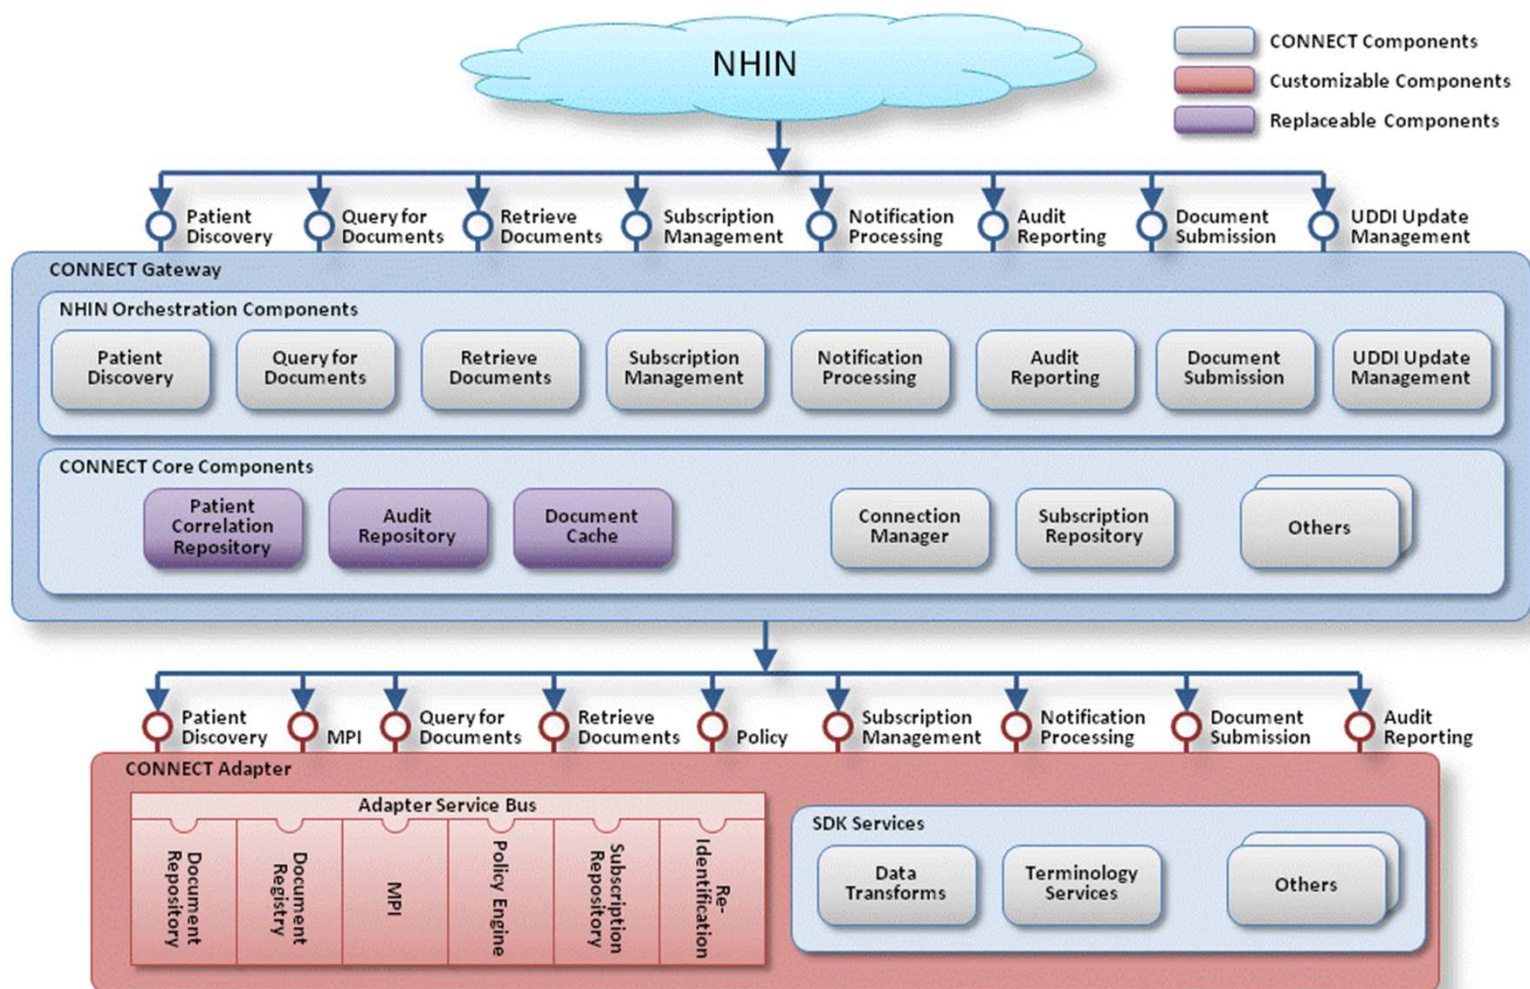 NHIN
CONNECT Components
Customizable Components
Replaceable Components
Patient
Discovery
Query for
Documents
Retrieve
Documents
Subscription
Management
Notification
Processing
Audit
Reporting
Document
Submission
UDDI Update
Management
CONNECT Gateway
NHIN Orchestration Components
Patient
Discovery
Query for
Documents
Retrieve
Documents
Subscription
Management
Notification
Processing
Audit
Reporting
Document
Submission
UDDI Update
Management
CONNECT Core Components
Patient
Correlation
Repository
Audit
Repository
Document
Cache
Connection
Manager
Subscription
Repository
Others
Patient
Discovery
MPI
Query for
Documents
Retrieve
Documents
Policy
Subscription
Management
Notification
Processing
Document
Submission
Audit
Reporting
CONNECT Adapter
Adapter Service Bus
Document
Repository
Document
Registry
MPI
Policy Engine
Subscription
Repository
Re-
Identification
SDK Services
Data
Transforms
Terminology
Services
Others